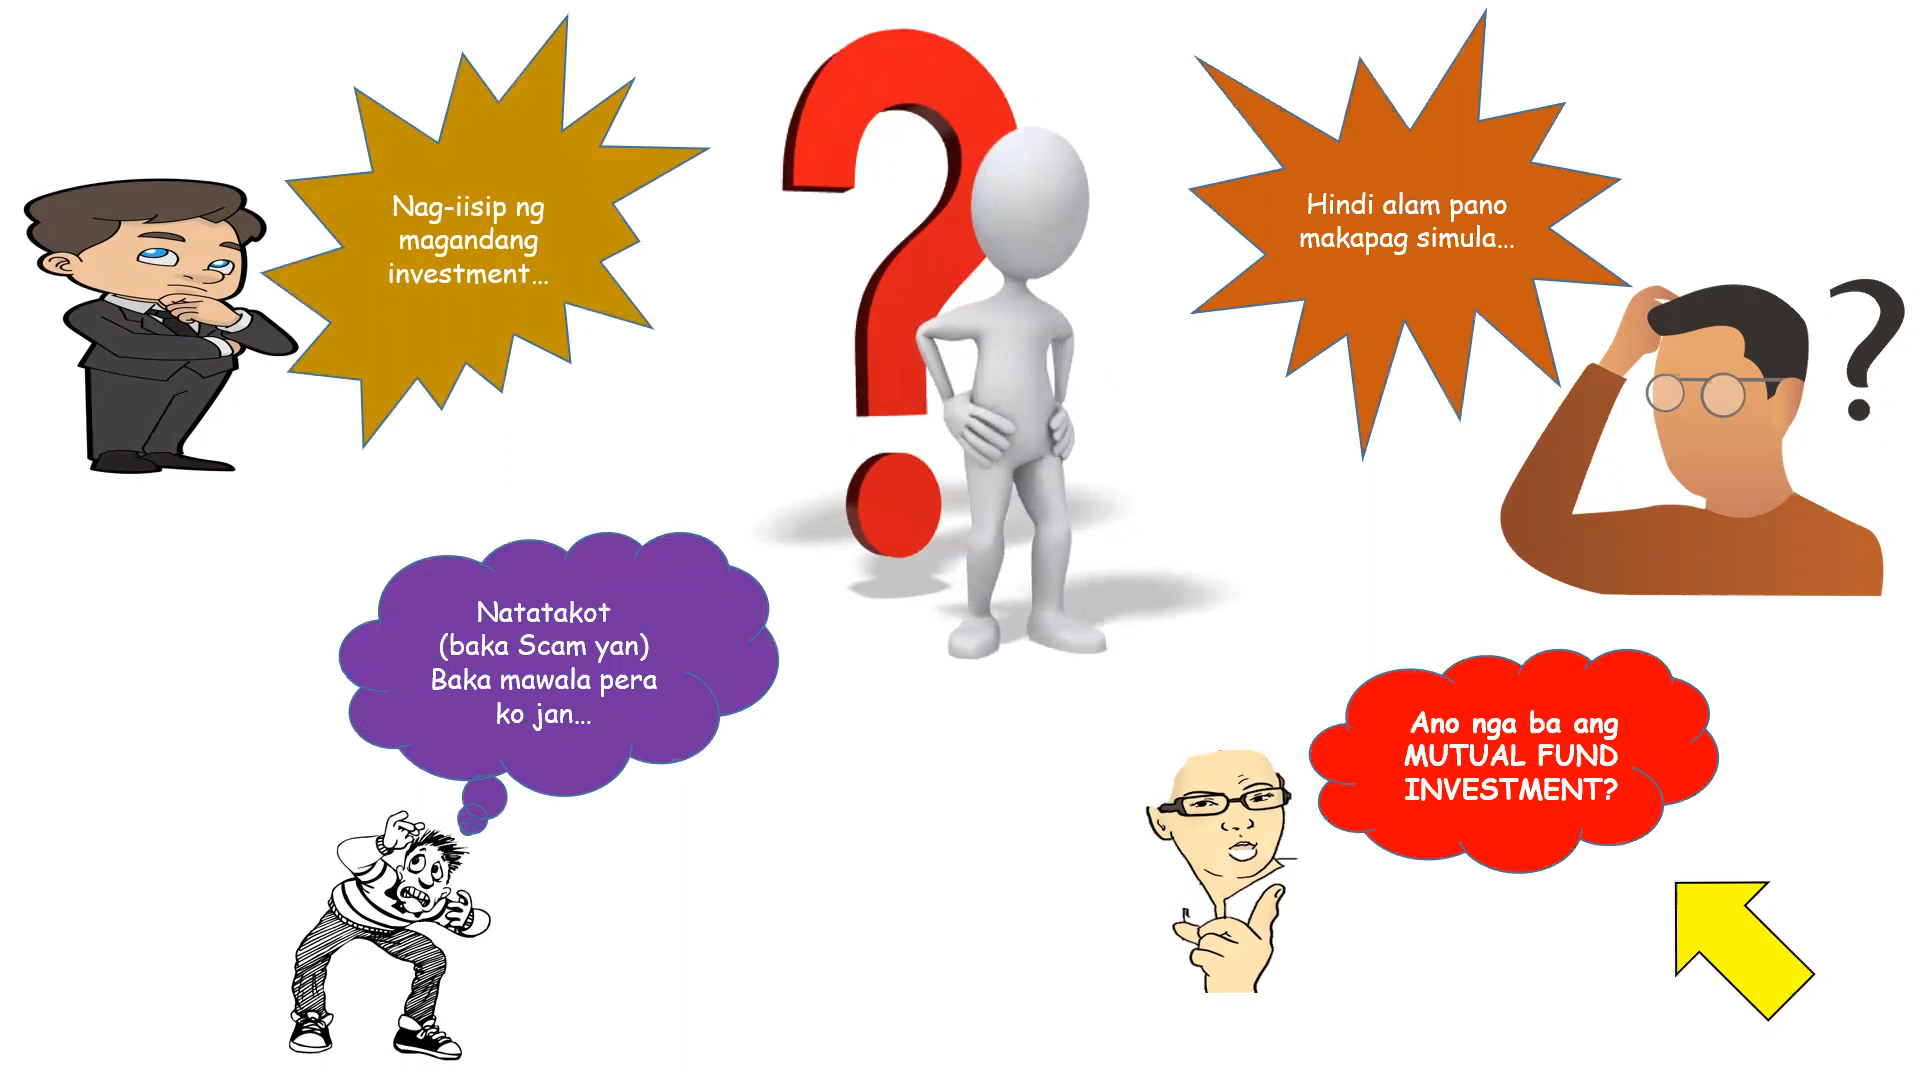 Nag-iisip ng
magandang
investment...
Hindi alam pano
makapag simula...
Natatakot
(baka Scam yan)
Baka mawala pera
ko jan...
Ano nga ba ang
MUTUAL FUND
INVESTMENT?